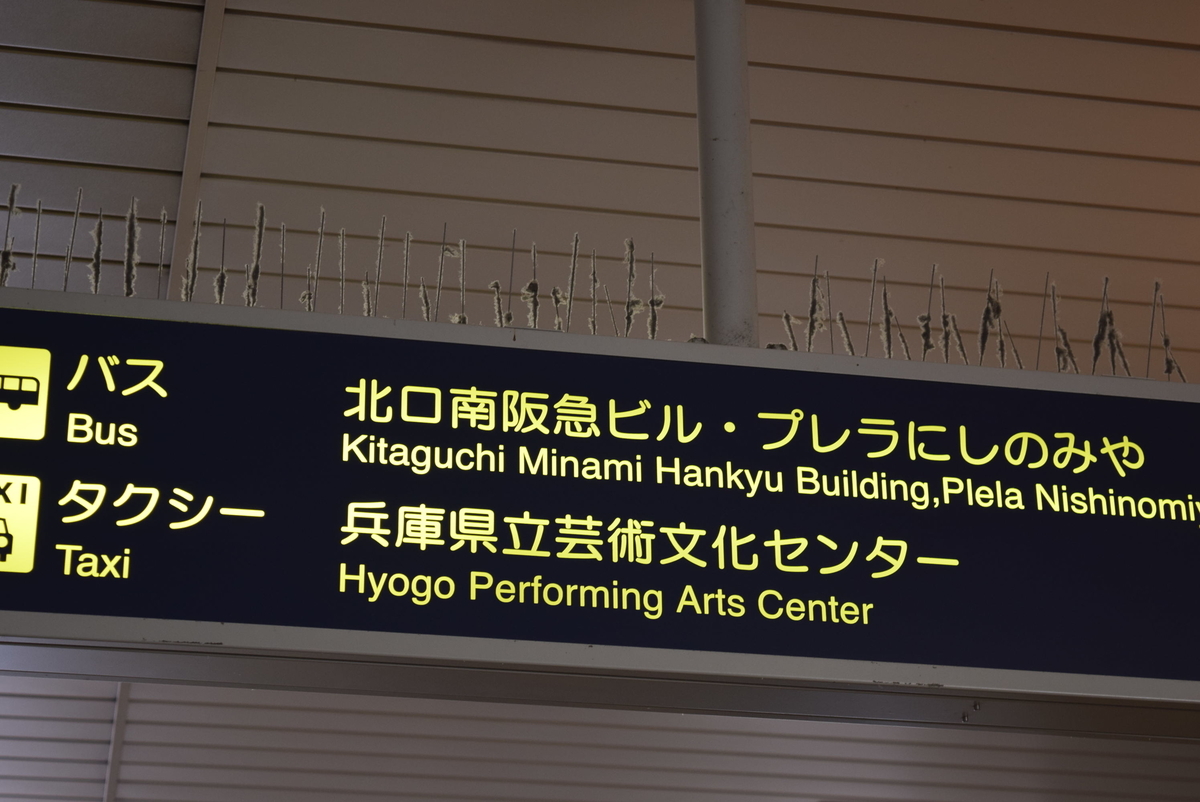 バス
Bus
タクシー
Taxi
北口南阪急ビル・プレラにしのみや
Kitaguchi Minami Hankyu Building,Plela Nishinomiy
兵庫県立芸術文化センター
Hyogo Performing Arts Center
XI